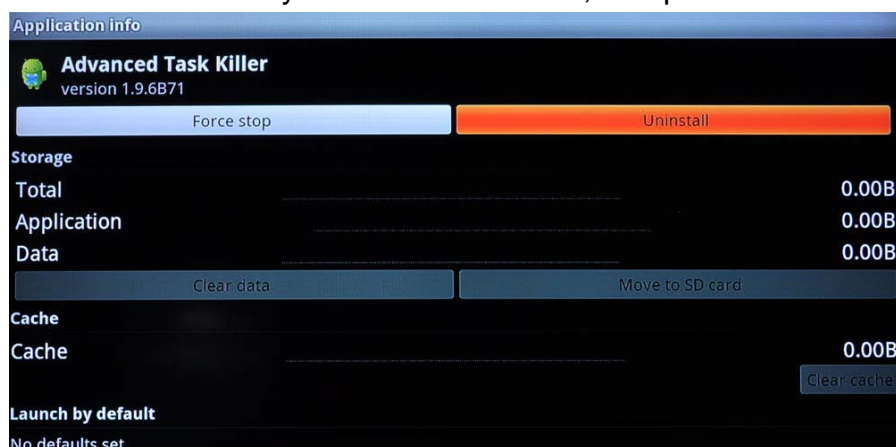 Application info
Advanced Task Killer
version 1.9.6B71
Force stop
Uninstall
Storage
Total 0.00B
Application 0.00B
Data 0.00B
Clear data
Move to SD card
Cache
Cache 0.00B
Clear cache
Launch by default
No defaults set